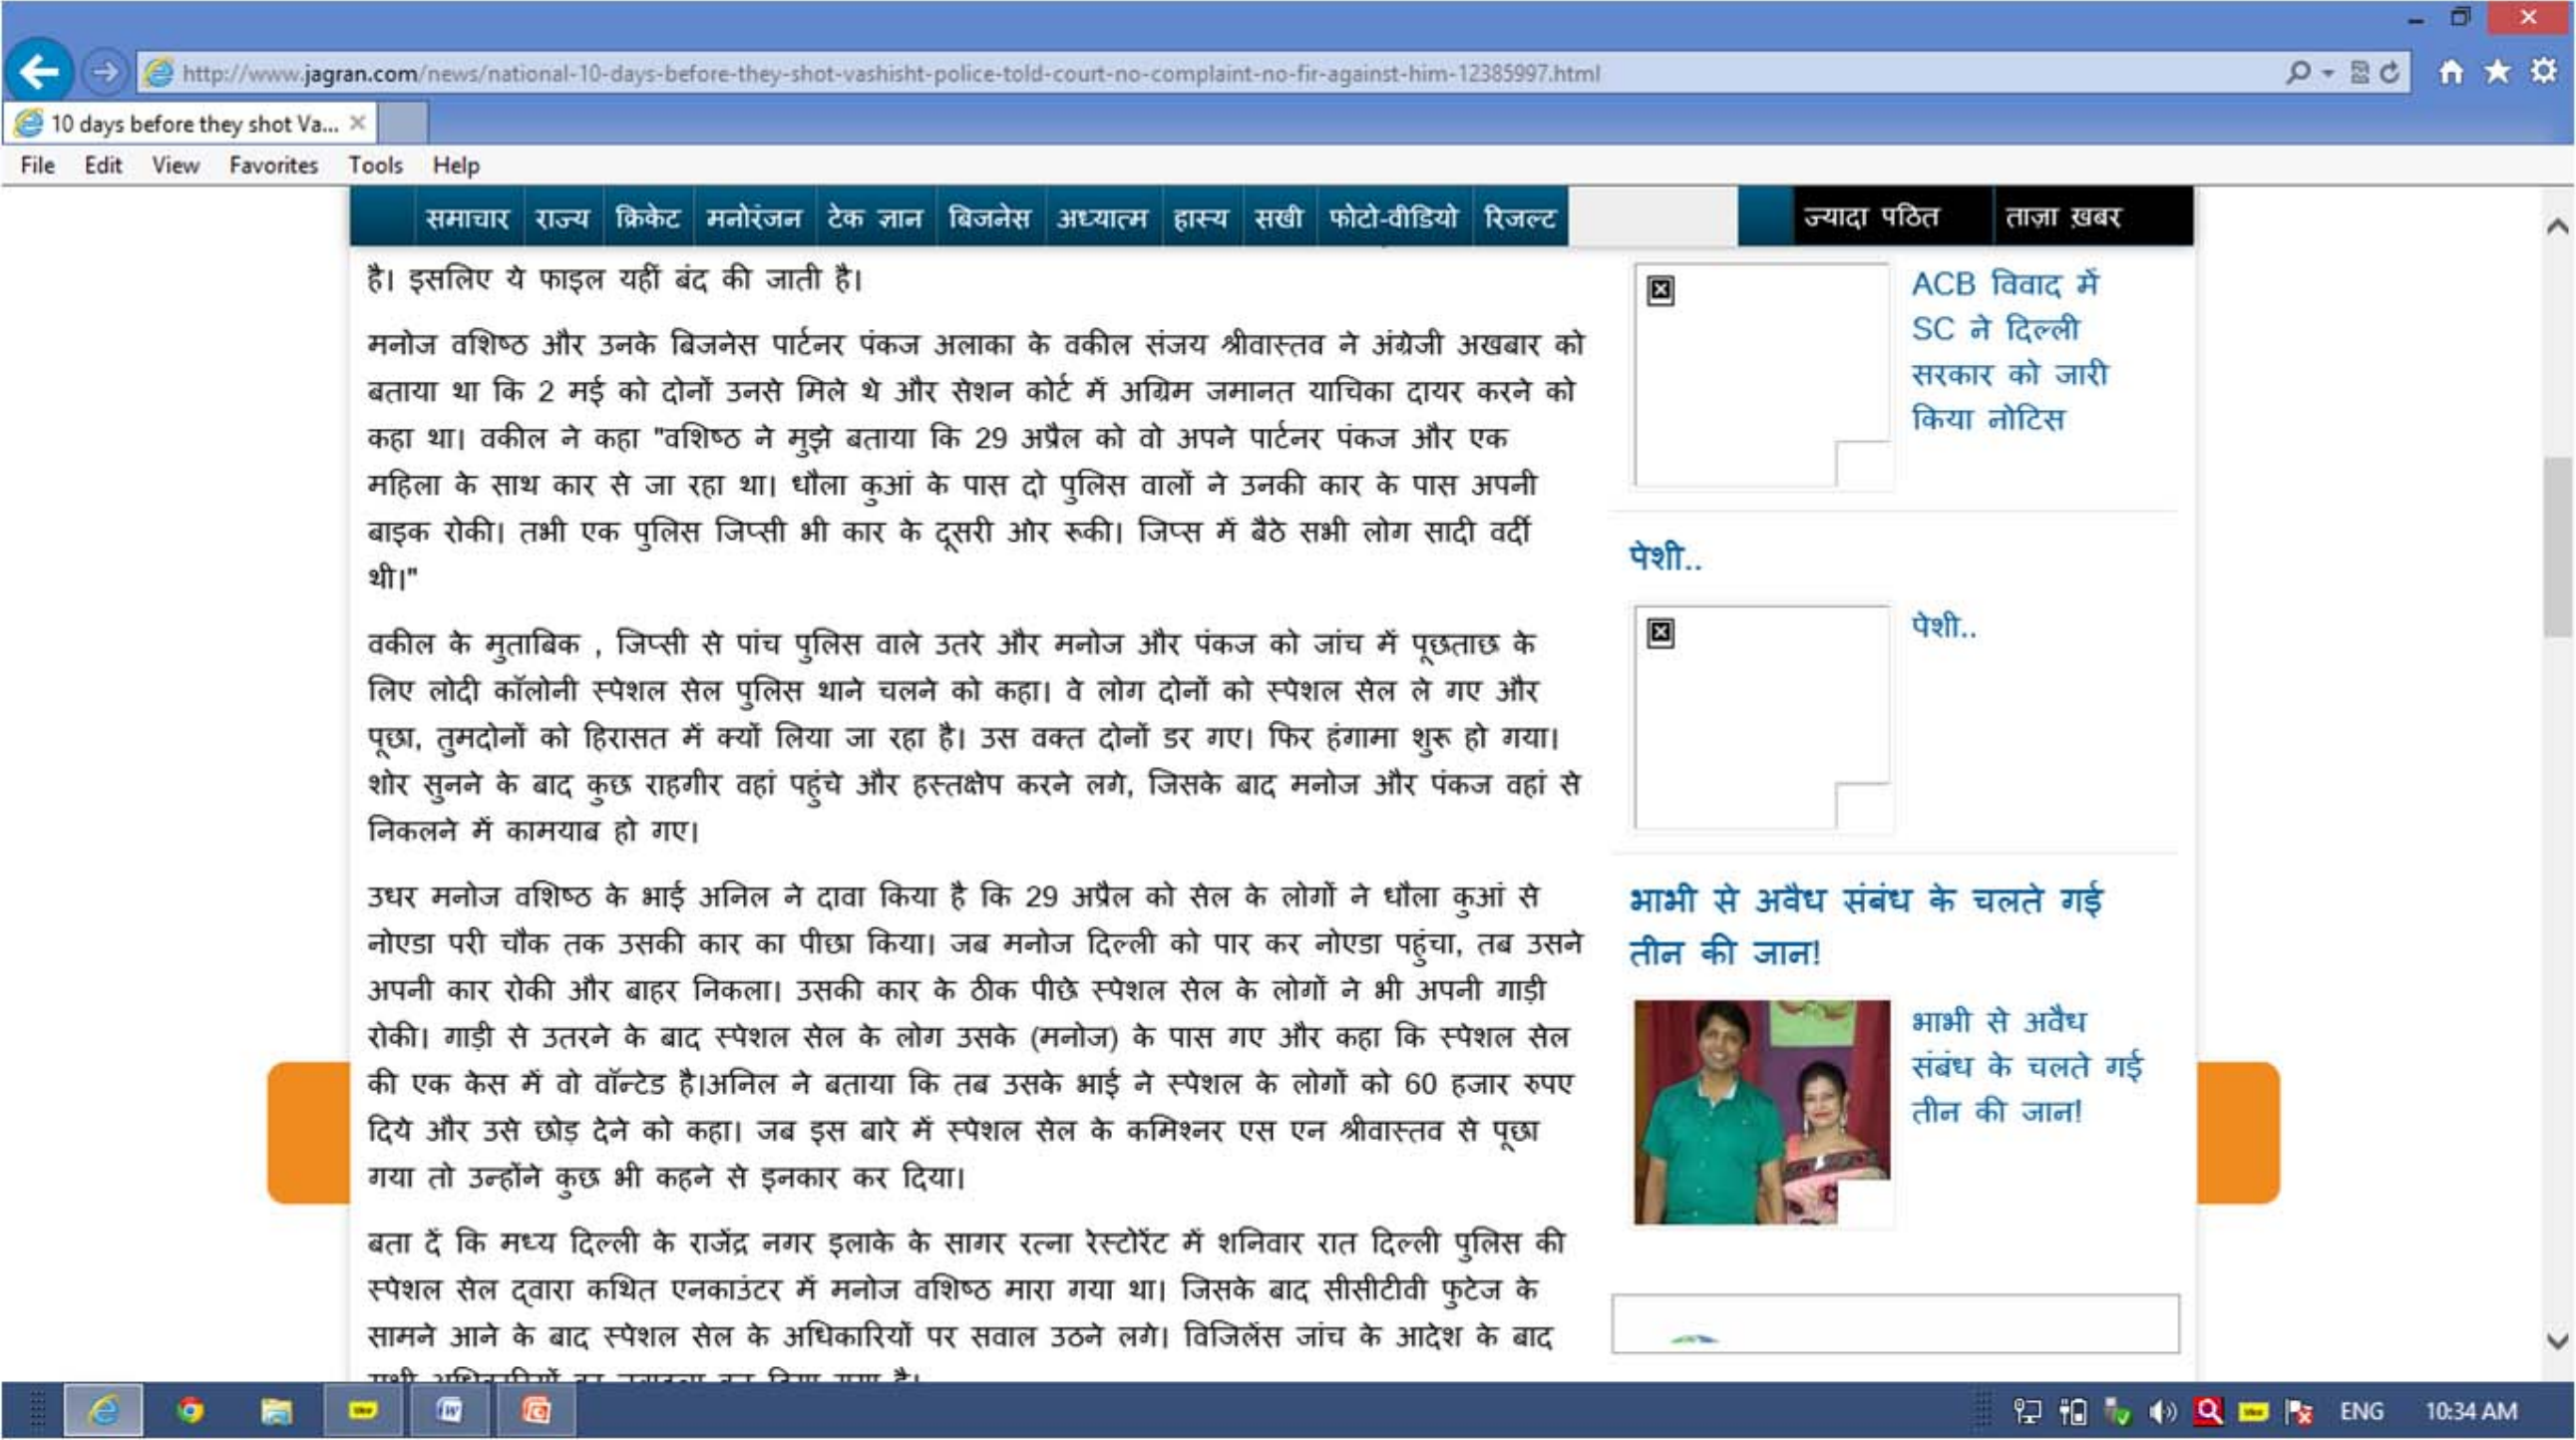 http://www.jagran.com/news/national-10-days-before-they-shot-vashisht-police-told-court-no-complaint-no-fir-against-him-12385997.html
10 days before they shot Va...
File Edit View Favorites Tools Help
समाचार राज्य क्रिकेट मनोरंजन टेक ज्ञान बिजनेस अध्यात्म हास्य सखी फोटो-वीडियो रिजल्ट
ज्यादा पठित ताज़ा ख़बर
है। इसलिए ये फाइल यहीं बंद की जाती है।
मनोज वशिष्ठ और उनके बिजनेस पार्टनर पंकज अलाका के वकील संजय श्रीवास्तव ने अंग्रेजी अखबार को
बताया था कि 2 मई को दोनों उनसे मिले थे और सेशन कोर्ट में अग्रिम जमानत याचिका दायर करने को
कहा था। वकील ने कहा "वशिष्ठ ने मुझे बताया कि 29 अप्रैल को वो अपने पार्टनर पंकज और एक
महिला के साथ कार से जा रहा था। धौला कुआं के पास दो पुलिस वालों ने उनकी कार के पास अपनी
बाइक रोकी। तभी एक पुलिस जिप्सी भी कार के दूसरी ओर रूकी। जिप्स में बैठे सभी लोग सादी वर्दी
थी।"
वकील के मुताबिक , जिप्सी से पांच पुलिस वाले उतरे और मनोज और पंकज को जांच में पूछताछ के
लिए लोदी कॉलोनी स्पेशल सेल पुलिस थाने चलने को कहा। वे लोग दोनों को स्पेशल सेल ले गए और
पूछा, तुमदोनों को हिरासत में क्यों लिया जा रहा है। उस वक्त दोनों डर गए। फिर हंगामा शुरू हो गया।
शोर सुनने के बाद कुछ राहगीर वहां पहुंचे और हस्तक्षेप करने लगे, जिसके बाद मनोज और पंकज वहां से
निकलने में कामयाब हो गए।
उधर मनोज वशिष्ठ के भाई अनिल ने दावा किया है कि 29 अप्रैल को सेल के लोगों ने धौला कुआं से
नोएडा परी चौक तक उसकी कार का पीछा किया। जब मनोज दिल्ली को पार कर नोएडा पहुंचा, तब उसने
अपनी कार रोकी और बाहर निकला। उसकी कार के ठीक पीछे स्पेशल सेल के लोगों ने भी अपनी गाड़ी
रोकी। गाड़ी से उतरने के बाद स्पेशल सेल के लोग उसके (मनोज) के पास गए और कहा कि स्पेशल सेल
की एक केस में वो वॉन्टेड है।अनिल ने बताया कि तब उसके भाई ने स्पेशल के लोगों को 60 हजार रुपए
दिये और उसे छोड़ देने को कहा। जब इस बारे में स्पेशल सेल के कमिश्नर एस एन श्रीवास्तव से पूछा
गया तो उन्होंने कुछ भी कहने से इनकार कर दिया।
बता दें कि मध्य दिल्ली के राजेंद्र नगर इलाके के सागर रत्ना रेस्टोरेंट में शनिवार रात दिल्ली पुलिस की
स्पेशल सेल द्वारा कथित एनकाउंटर में मनोज वशिष्ठ मारा गया था। जिसके बाद सीसीटीवी फुटेज के
सामने आने के बाद स्पेशल सेल के अधिकारियों पर सवाल उठने लगे। विजिलेंस जांच के आदेश के बाद
ACB विवाद में
SC ने दिल्ली
सरकार को जारी
किया नोटिस
पेशी..
पेशी..
भाभी से अवैध संबंध के चलते गई
तीन की जान!
भाभी से अवैध
संबंध के चलते गई
तीन की जान!
ENG 10:34 AM